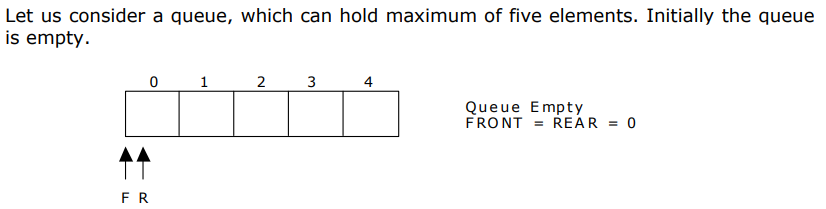 Let us consider a queue, which can hold maximum of five elements. Initially the queue
is empty.
0 1 2 3 4
Queue Empty
FRONT = REAR = 0
F R